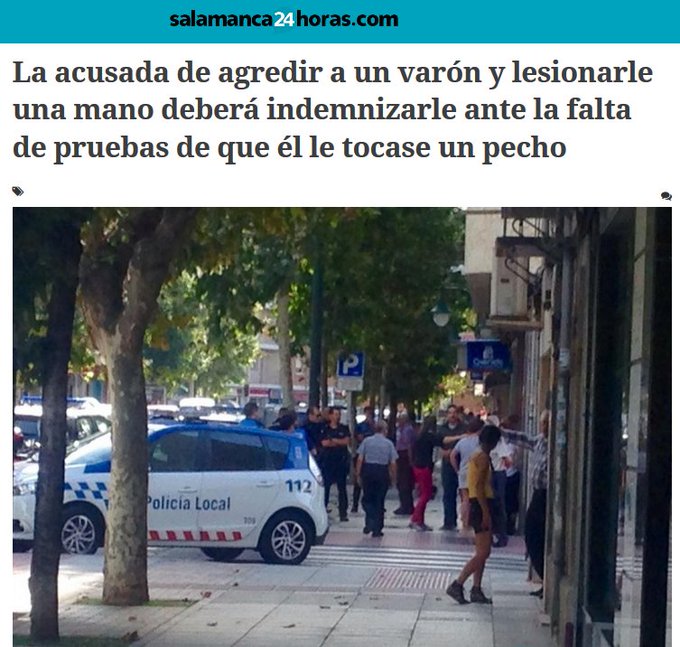 salamanca24horas.com
La acusada de agredir a un varón y lesionarle
una mano deberá indemnizarle ante la falta
de pruebas de que él le tocase un pecho
P
Policía Local
112